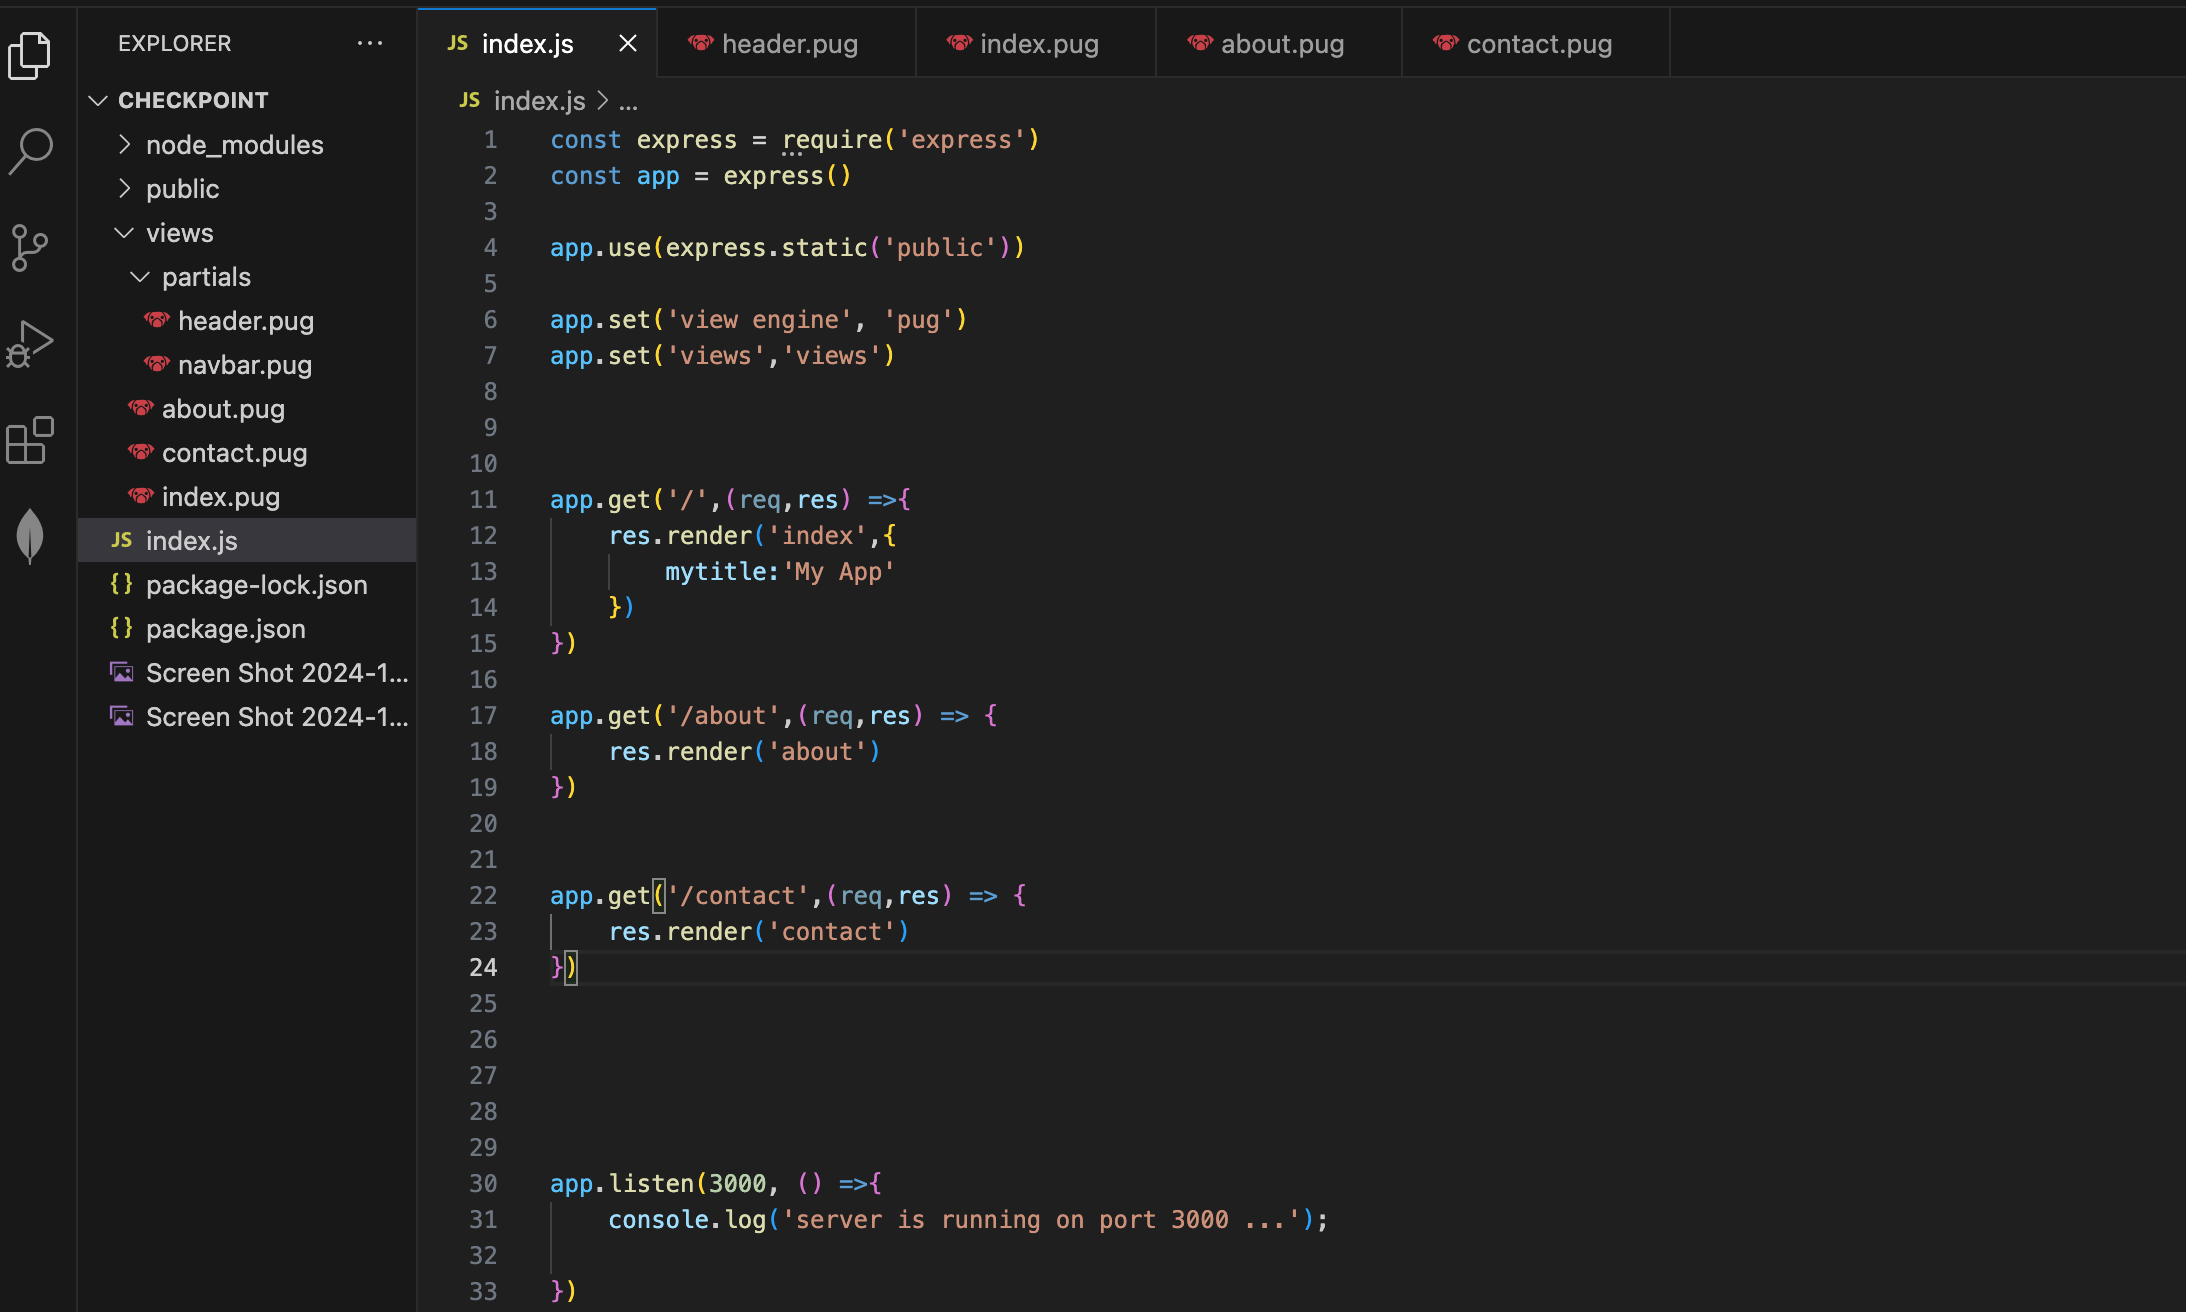 EXPLORER ...
CHECKPOINT
node_modules
public
views
partials
header.pug
navbar.pug
about.pug
contact.pug
index.pug
JS index.js
{} package-lock.json
{} package.json
Screen Shot 2024-1...
Screen Shot 2024-1...
JS index.js
header.pug
index.pug
about.pug
contact.pug
JS index.js > ...
1 const express = require('express')
2 const app = express()
3
4 app.use(express.static('public'))
5
6 app.set('view engine', 'pug')
7 app.set('views','views')
8
9
10
11 app.get('/',(req,res) =>{
12     res.render('index',{
13         mytitle:'My App'
14     })
15 })
16
17 app.get('/about',(req,res) => {
18     res.render('about')
19 })
20
21
22 app.get('/contact',(req,res) => {
23     res.render('contact')
24 })
25
26
27
28
29
30 app.listen(3000, () =>{
31     console.log('server is running on port 3000 ...');
32
33 })